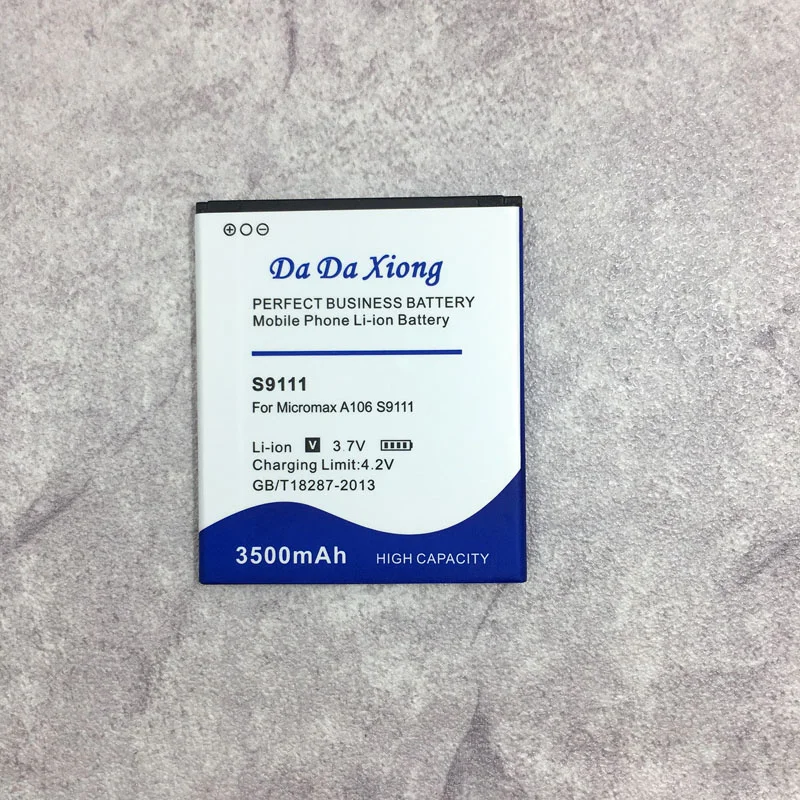 ⊕○⊖
Da Da Xiong
PERFECT BUSINESS BATTERY
Mobile Phone Li-ion Battery
S9111
For Micromax A106 S9111
Li-ion V 3.7V
Charging Limit:4.2V
GB/T18287-2013
3500mAh HIGH CAPACITY